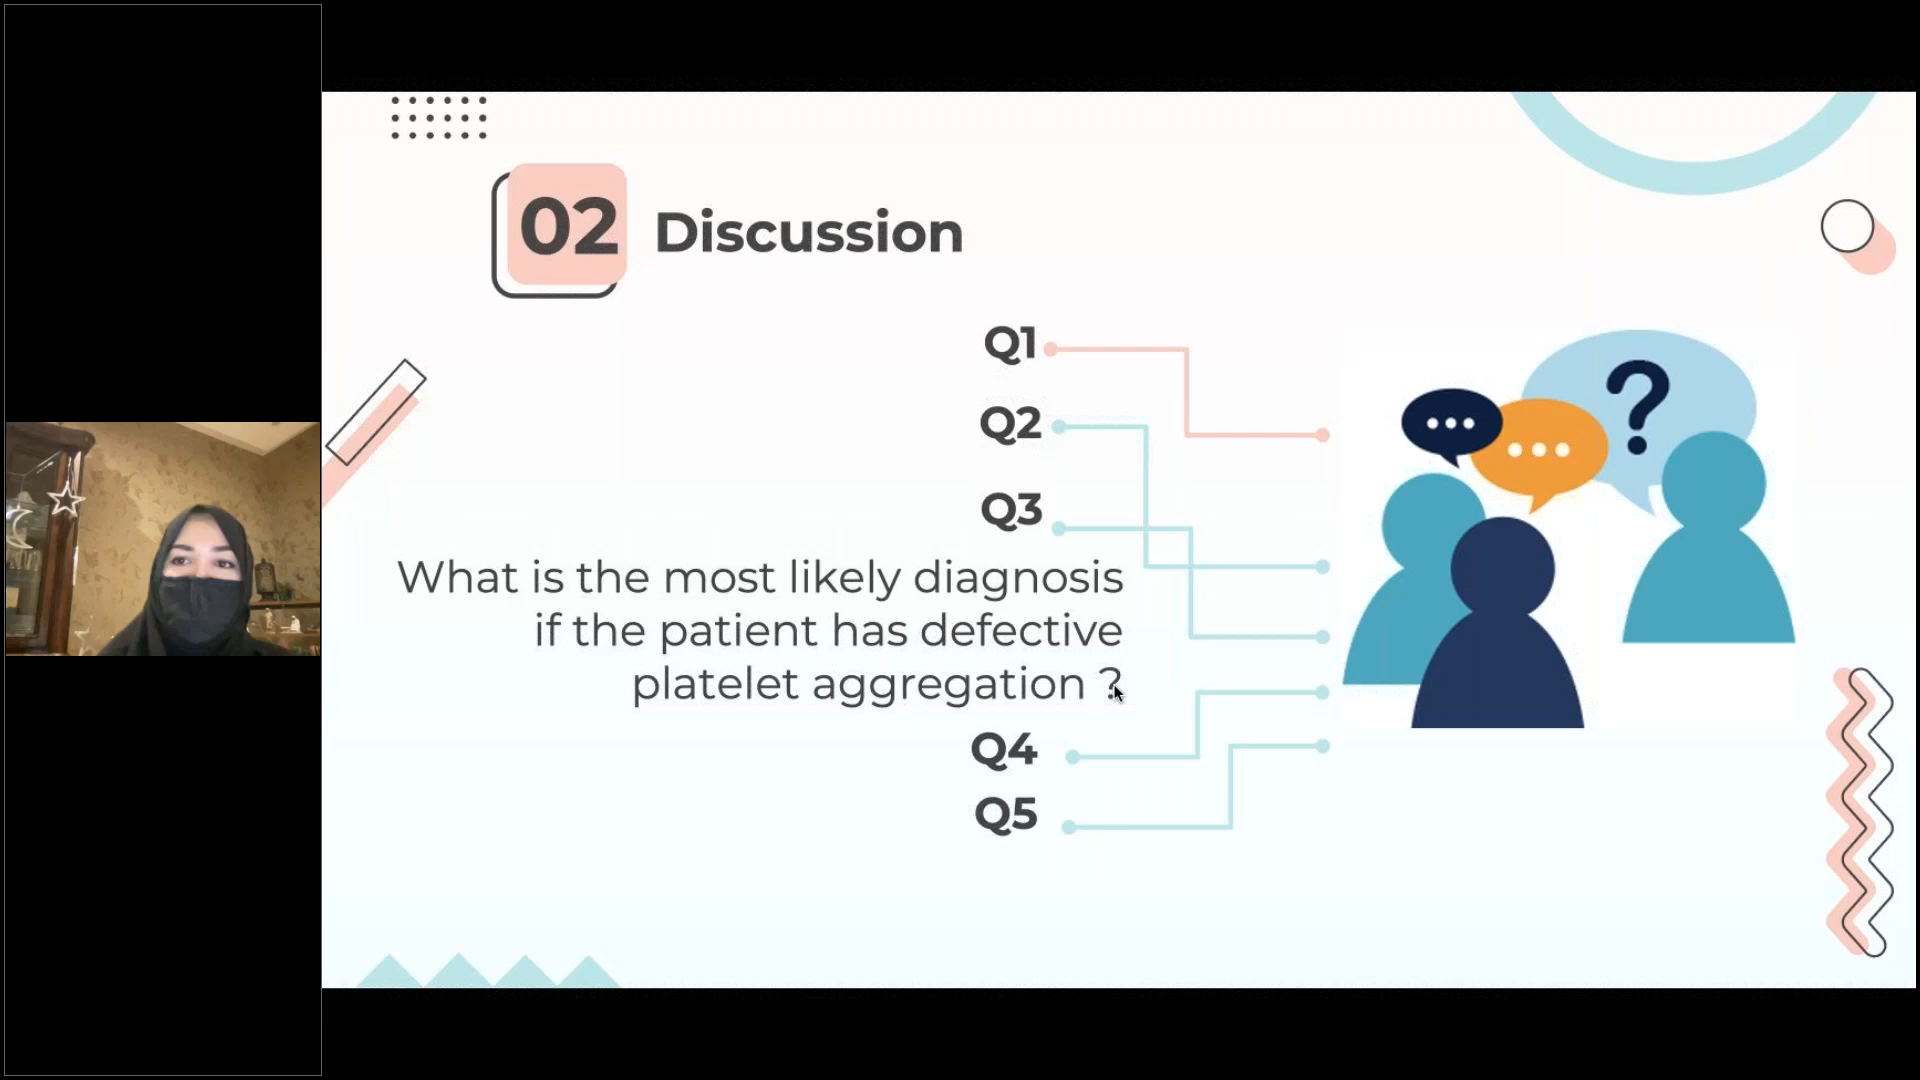 02
Discussion
Q1
Q2
Q3
What is the most likely diagnosis
if the patient has defective
platelet aggregation ?
Q4
Q5
?